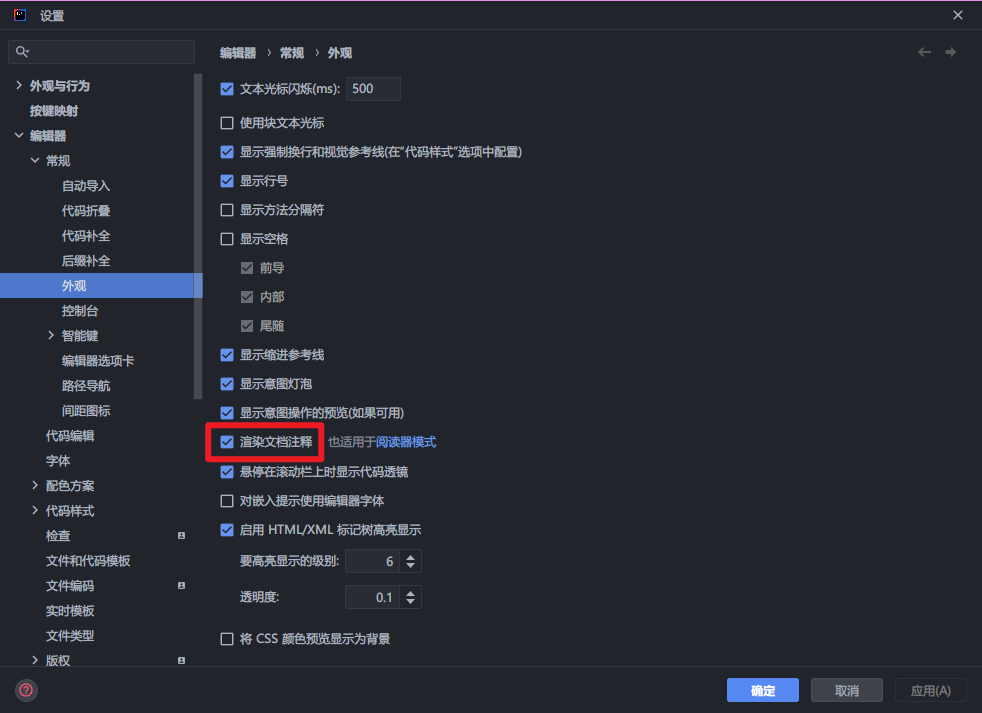 设置
外观与行为
按键映射
编辑器
常规
自动导入
代码折叠
代码补全
后缀补全
外观
控制台
智能键
编辑器选项卡
路径导航
间距图标
代码编辑
字体
配色方案
代码样式
检查
文件和代码模板
文件编码
实时模板
文件类型
版权
编辑器 › 常规 › 外观
文本光标闪烁(ms): 500
使用块文本光标
显示强制换行和视觉参考线(在"代码样式"选项中配置)
显示行号
显示方法分隔符
显示空格
前导
内部
尾随
显示缩进参考线
显示意图灯泡
显示意图操作的预览(如果可用)
渲染文档注释 也适用于阅读器模式
悬停在滚动栏上时显示代码透镜
对嵌入提示使用编辑器字体
启用 HTML/XML 标记树高亮显示
要高亮显示的级别: 6
透明度: 0.1
将 CSS 颜色预览显示为背景
? 确定 取消 应用(A)